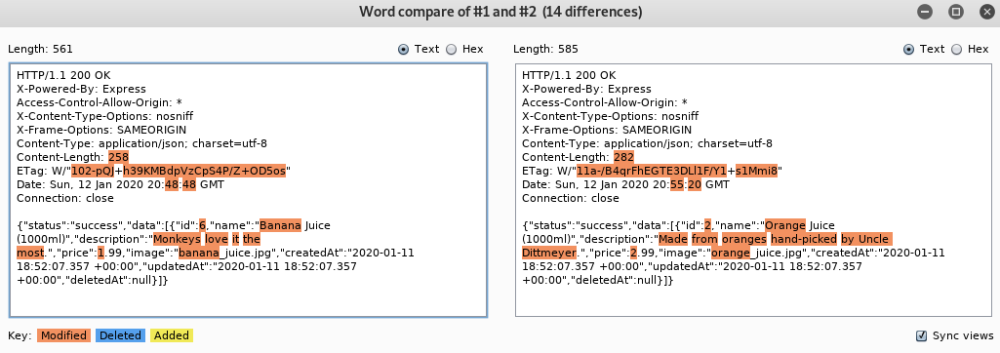 Word compare of #1 and #2 (14 differences)
Length: 561
Text Hex
HTTP/1.1 200 OK
X-Powered-By: Express
Access-Control-Allow-Origin: *
X-Content-Type-Options: nosniff
X-Frame-Options: SAMEORIGIN
Content-Type: application/json; charset=utf-8
Content-Length: 258
ETag: W/"102-pQJ+h39KMBdpVzCpS4P/Z+OD5os"
Date: Sun, 12 Jan 2020 20:48:48 GMT
Connection: close
{"status":"success","data":[{"id":6,"name":"Banana Juice
(1000ml)","description":"Monkeys love it the
most.","price":1.99,"image":"banana_juice.jpg","createdAt":"2020-01-11
18:52:07.357 +00:00","updatedAt":"2020-01-11 18:52:07.357
+00:00","deletedAt":null}]}
Length: 585
Text Hex
HTTP/1.1 200 OK
X-Powered-By: Express
Access-Control-Allow-Origin: *
X-Content-Type-Options: nosniff
X-Frame-Options: SAMEORIGIN
Content-Type: application/json; charset=utf-8
Content-Length: 282
ETag: W/"11a-/B4qrFhEGTE3DLl1F/Y1+s1Mmi8"
Date: Sun, 12 Jan 2020 20:55:20 GMT
Connection: close
{"status":"success","data":[{"id":2,"name":"Orange Juice
(1000ml)","description":"Made from oranges hand-picked by Uncle
Dittmeyer.","price":2.99,"image":"orange_juice.jpg","createdAt":"2020-01-11
18:52:07.357 +00:00","updatedAt":"2020-01-11 18:52:07.357
+00:00","deletedAt":null}]}
Key: Modified Deleted Added
Sync views